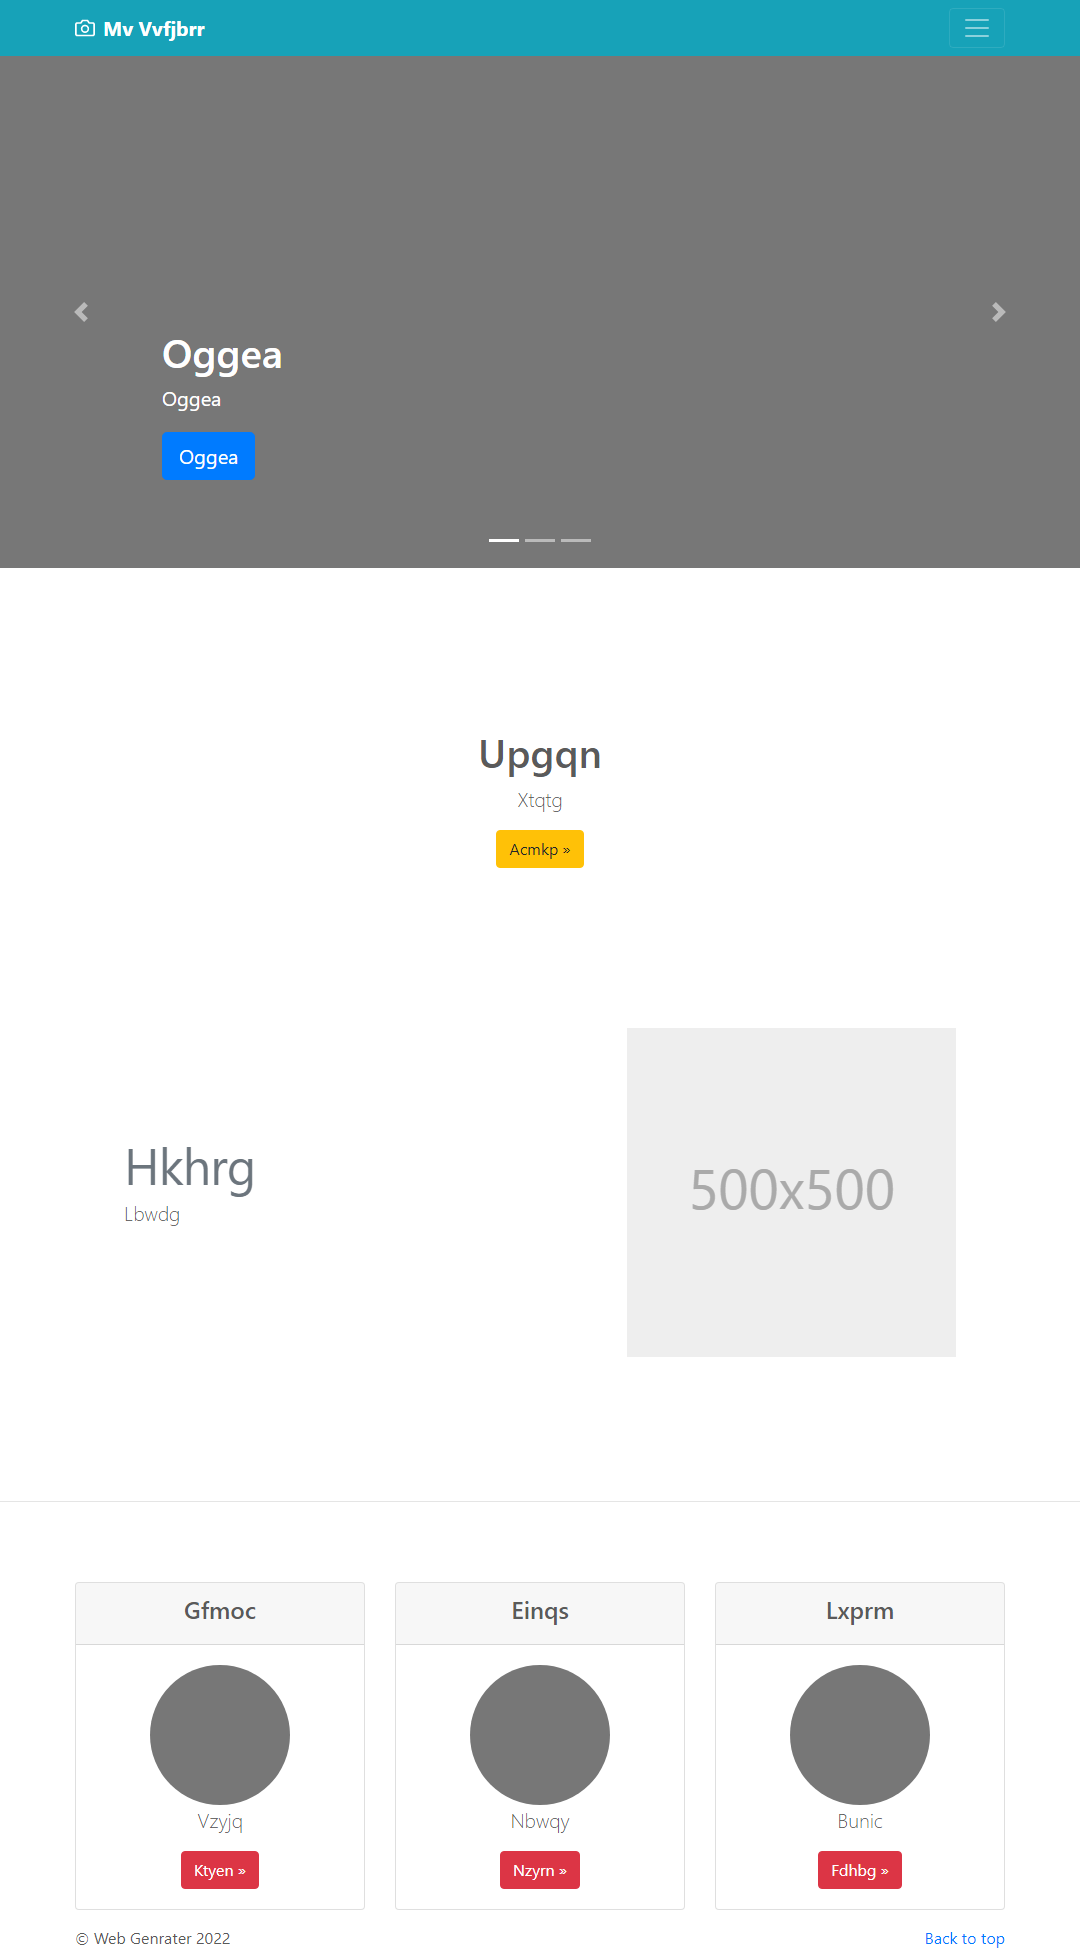 Mv Vvfjbrr
Oggea
Oggea
Oggea
Upgqn
Xtqtg
Acmkp »
Hkhrg
Lbwdg
500x500
Gfmoc
Vzyjq
Ktyen »
Einqs
Nbwqy
Nzyrn »
Lxprm
Bunic
Fdhbg »
© Web Genrater 2022
Back to top